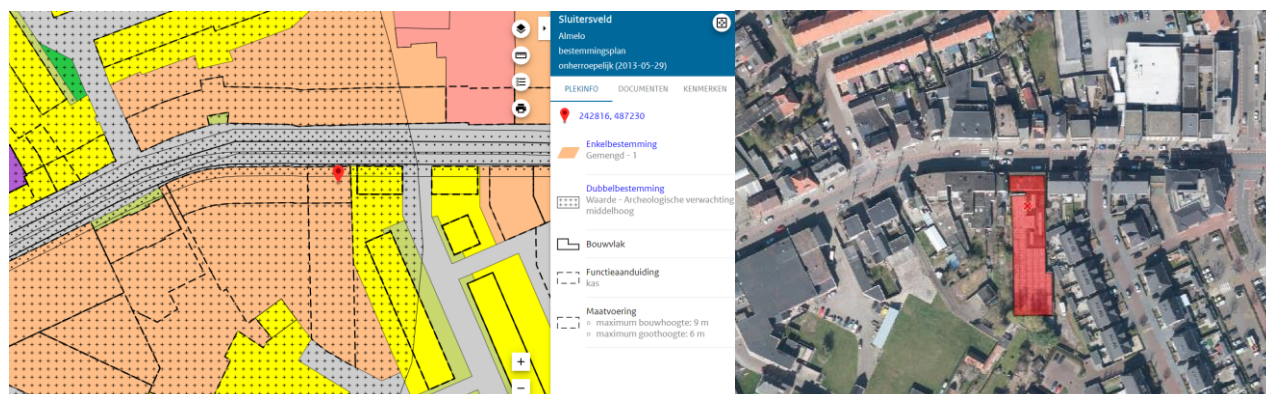 Sluitersveld
Almelo
bestemmingsplan
onherroepelijk (2013-05-29)
PLEKINFO DOCUMENTEN KENMERKEN
242816, 487230
Enkelbestemming
Gemengd - 1
Dubbelbestemming
Waarde - Archeologische verwachting
middelhoog
Bouwvlak
Functieaanduiding
kas
Maatvoering
maximum bouwhoogte: 9 m
maximum goothoogte: 6 m